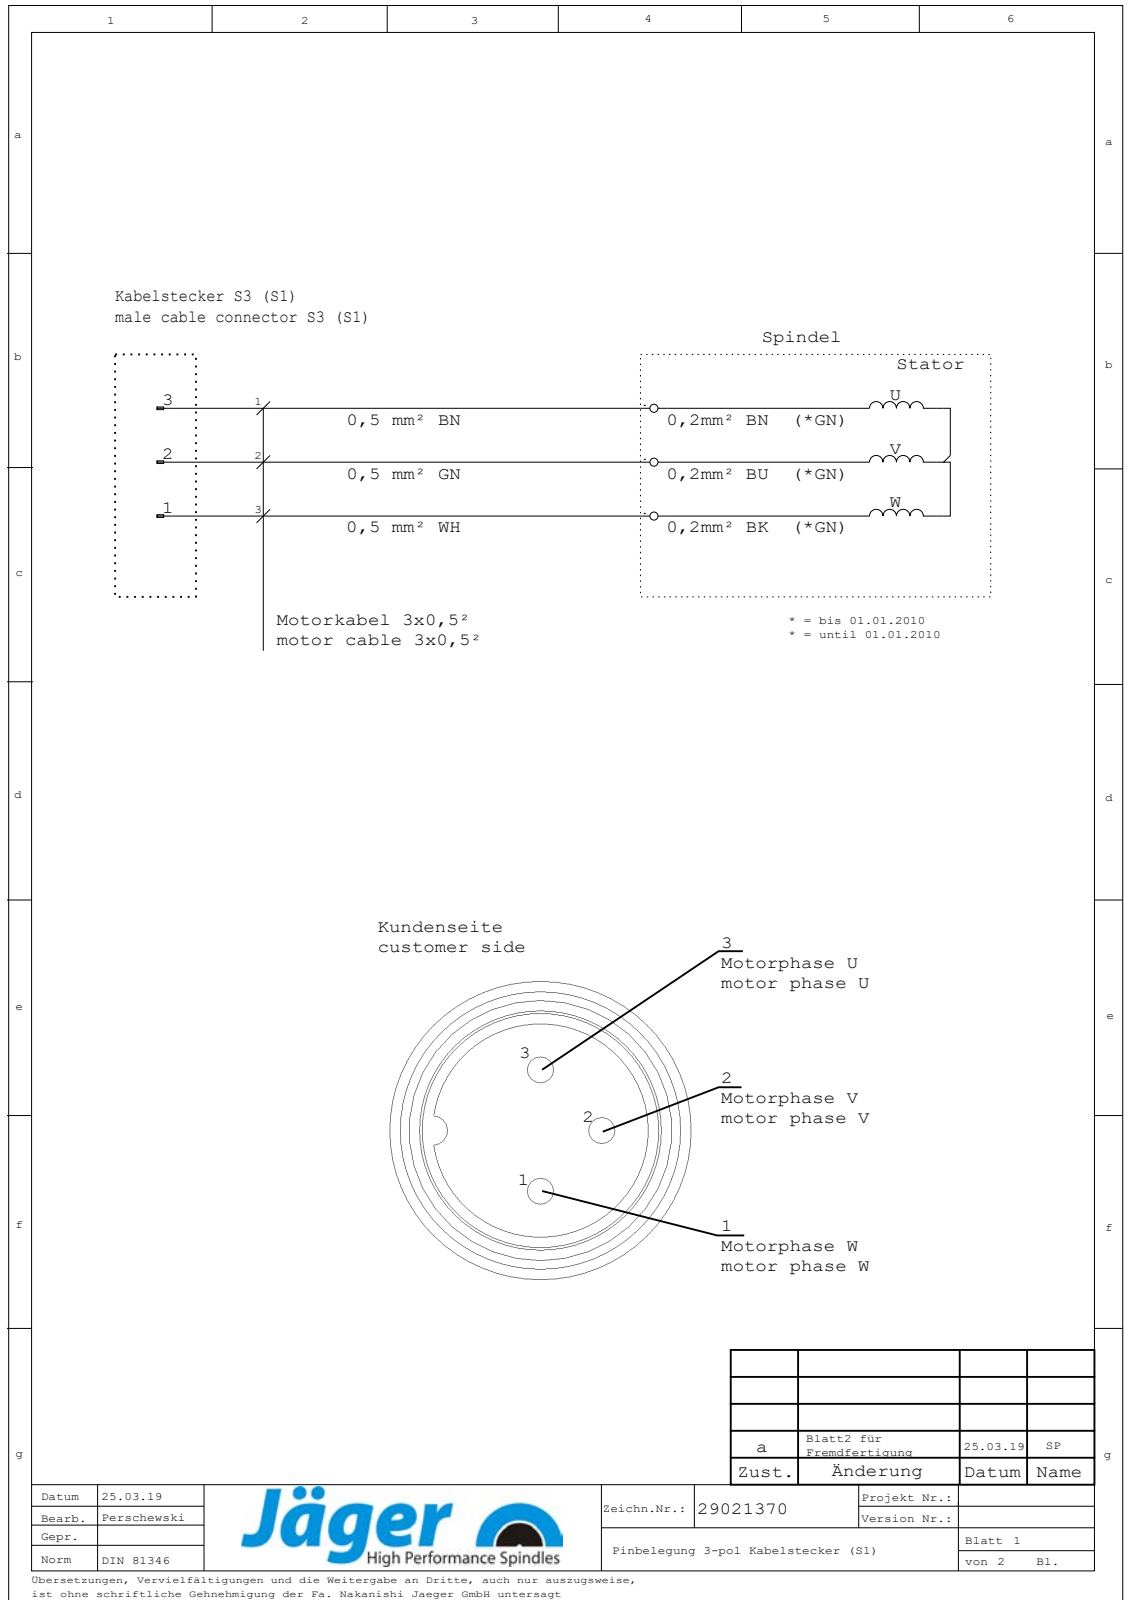 1 2 3 4 5 6
a a
Kabelstecker S3 (S1)
male cable connector S3 (S1)
Spindel
b b
Stator
3 1 U
0,5 mm² BN 0,2mm² BN (*GN)
2 2 V
0,5 mm² GN 0,2mm² BU (*GN)
1 3 W
0,5 mm² WH 0,2mm² BK (*GN)
c c
Motorkabel 3x0,5²
motor cable 3x0,5²
* = bis 01.01.2010
* = until 01.01.2010
d d
Kundenseite
customer side
3
Motorphase U
motor phase U
e e
3
2
Motorphase V
motor phase V
2
1
1
Motorphase W
motor phase W
f f
g g
a Blatt2 für Fremdfertigung 25.03.19 SP
Zust. Änderung Datum Name
Datum 25.03.19
Bearb. Perschewski
Gepr.
Norm DIN 81346
Jäger
High Performance Spindles
Zeichn.Nr.: 29021370
Projekt Nr.:
Version Nr.:
Pinbelegung 3-pol Kabelstecker (S1)
Blatt 1
von 2 Bl.
Übersetzungen, Vervielfältigungen und die Weitergabe an Dritte, auch nur auszugsweise,
ist ohne schriftliche Gehnehmigung der Fa. Nakanishi Jaeger GmbH untersagt